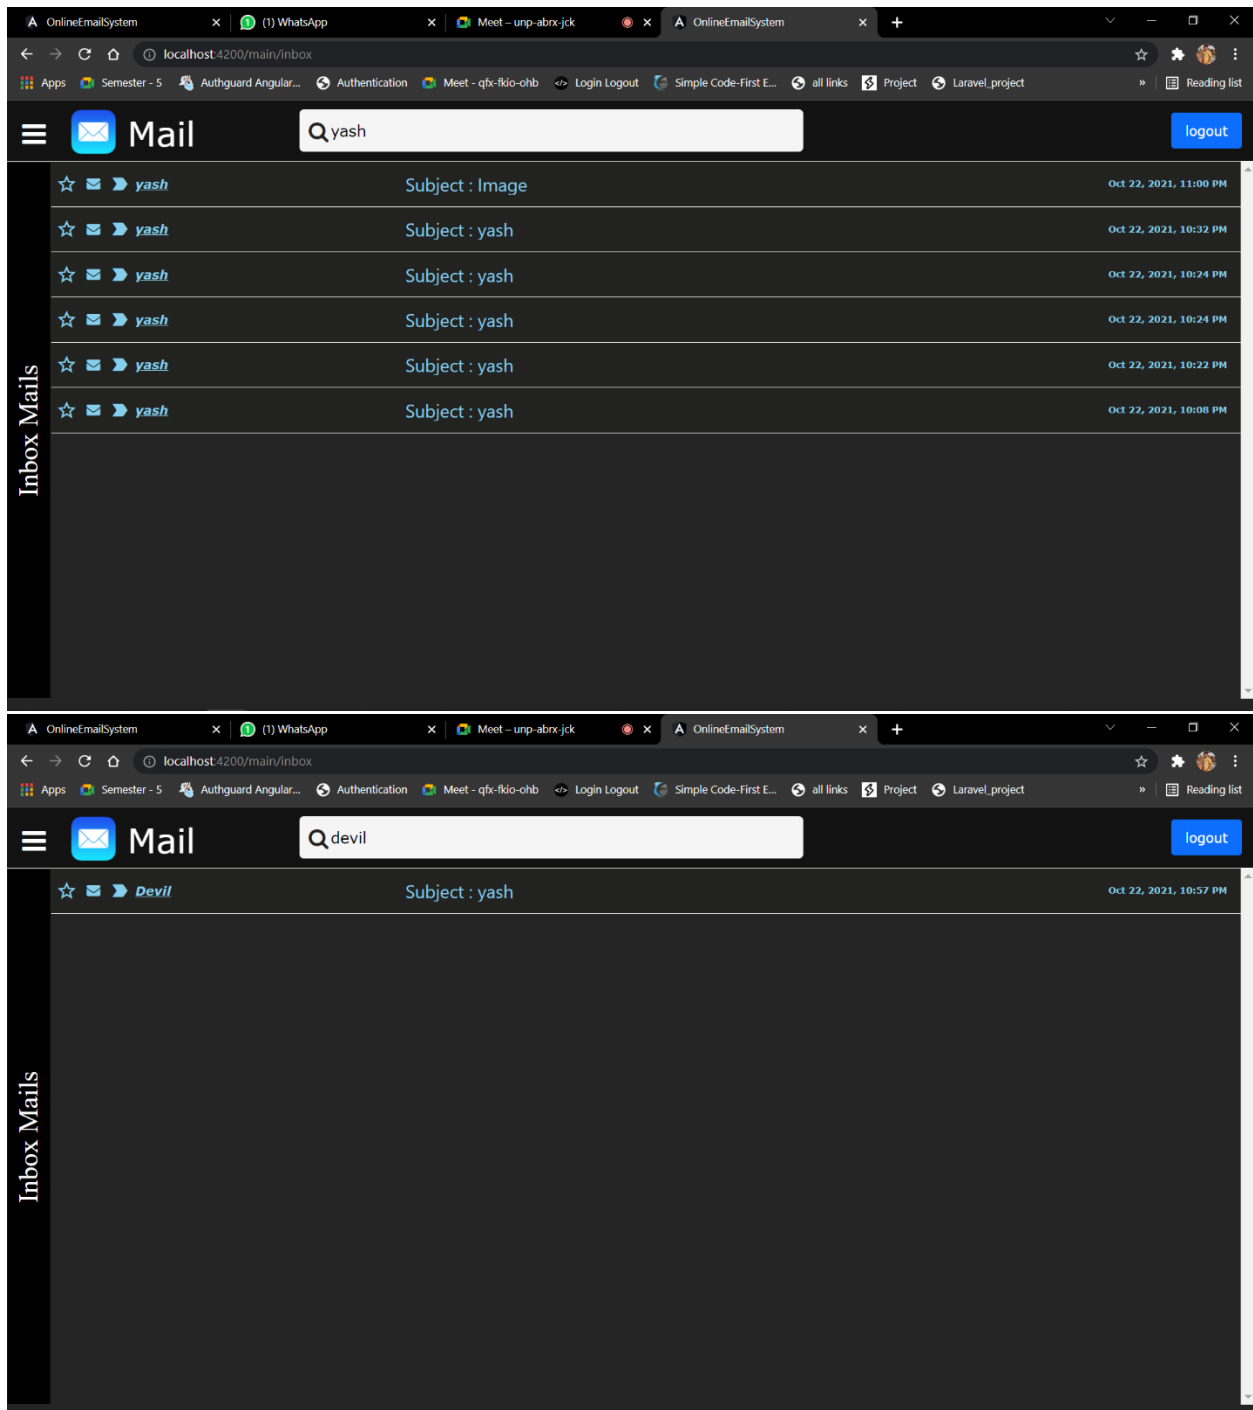 OnlineEmailSystem (1) WhatsApp Meet – unp-abrx-jck OnlineEmailSystem
localhost:4200/main/inbox
Apps Semester - 5 Authguard Angular... Authentication Meet - qfx-fkio-ohb Login Logout Simple Code-First E... all links Project Laravel_project » Reading list
Mail yash logout
yash Subject : Image Oct 22, 2021, 11:00 PM
yash Subject : yash Oct 22, 2021, 10:32 PM
yash Subject : yash Oct 22, 2021, 10:24 PM
yash Subject : yash Oct 22, 2021, 10:24 PM
yash Subject : yash Oct 22, 2021, 10:22 PM
yash Subject : yash Oct 22, 2021, 10:08 PM
Inbox Mails
OnlineEmailSystem (1) WhatsApp Meet – unp-abrx-jck OnlineEmailSystem
localhost:4200/main/inbox
Apps Semester - 5 Authguard Angular... Authentication Meet - qfx-fkio-ohb Login Logout Simple Code-First E... all links Project Laravel_project » Reading list
Mail devil logout
Devil Subject : yash Oct 22, 2021, 10:57 PM
Inbox Mails